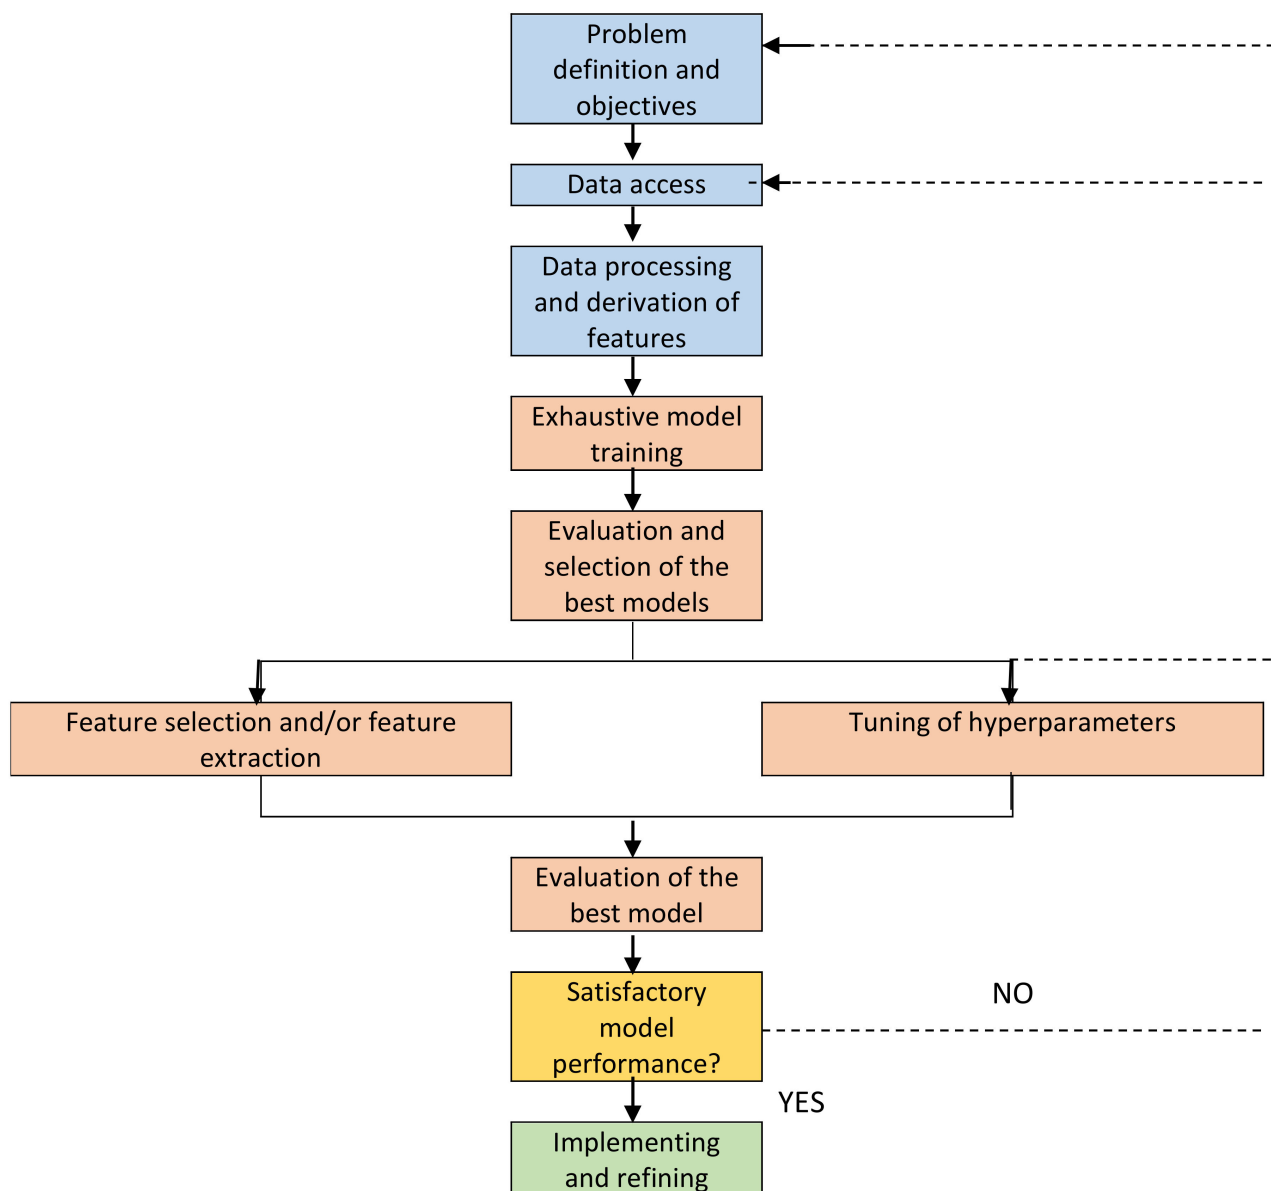 Problem
definition and
objectives
Data access
Data processing
and derivation of
features
Exhaustive model
training
Evaluation and
selection of the
best models
Feature selection and/or feature
extraction
Tuning of hyperparameters
Evaluation of the
best model
Satisfactory
model
performance?
NO
YES
Implementing
and refining